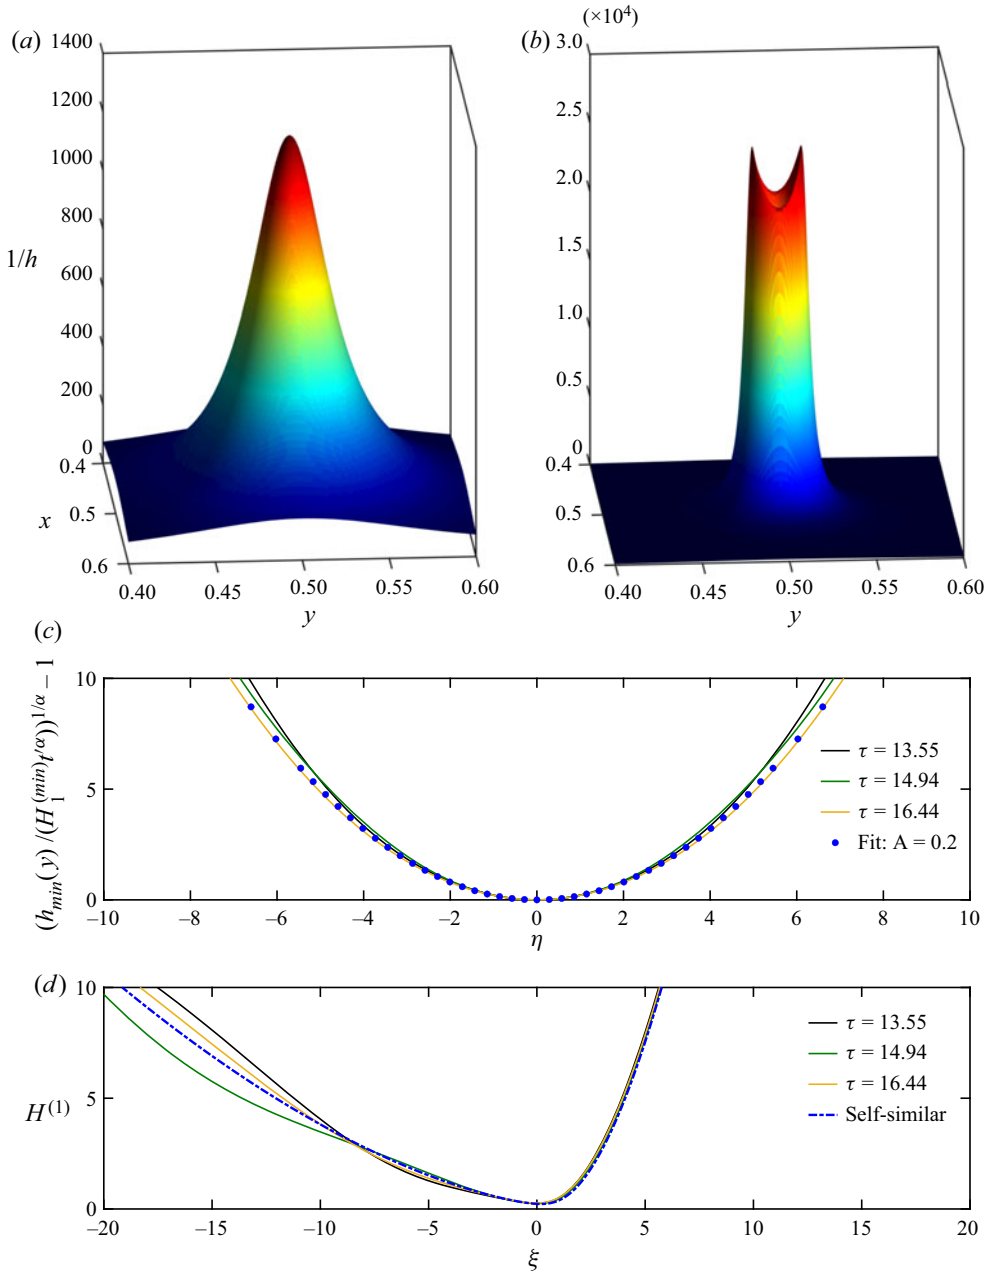 (×10⁴)
(a) (b)
1400 3.0
1200 2.5
1000 2.0
800 1.5
1/h
600 1.0
400 0.5
200 0
0 0.4
0.4 0.5
x 0.5 0.6
0.6
0.40 0.45 0.50 0.55 0.60
y
0.40 0.45 0.50 0.55 0.60
y
(c)
(h_min(y) /(H₁^(min) t′^α))^{1/α} – 1
10
5
0
–10 –8 –6 –4 –2 0 2 4 6 8 10
η
τ = 13.55
τ = 14.94
τ = 16.44
Fit: A = 0.2
(d)
H⁽¹⁾
10
5
0
–20 –15 –10 –5 0 5 10 15 20
ξ
τ = 13.55
τ = 14.94
τ = 16.44
Self-similar